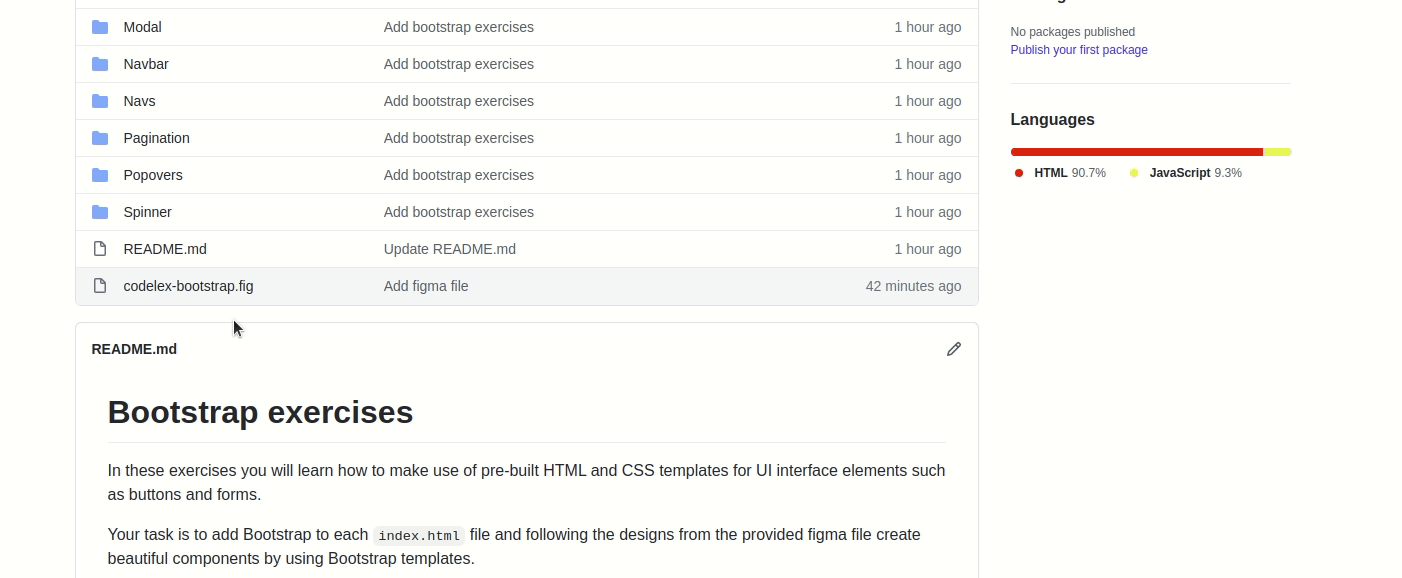 Modal Add bootstrap exercises 1 hour ago
Navbar Add bootstrap exercises 1 hour ago
Navs Add bootstrap exercises 1 hour ago
Pagination Add bootstrap exercises 1 hour ago
Popovers Add bootstrap exercises 1 hour ago
Spinner Add bootstrap exercises 1 hour ago
README.md Update README.md 1 hour ago
codelex-bootstrap.fig Add figma file 42 minutes ago
README.md
Bootstrap exercises
In these exercises you will learn how to make use of pre-built HTML and CSS templates for UI interface elements such
as buttons and forms.
Your task is to add Bootstrap to each index.html file and following the designs from the provided figma file create
beautiful components by using Bootstrap templates.
No packages published
Publish your first package
Languages
HTML 90.7% JavaScript 9.3%